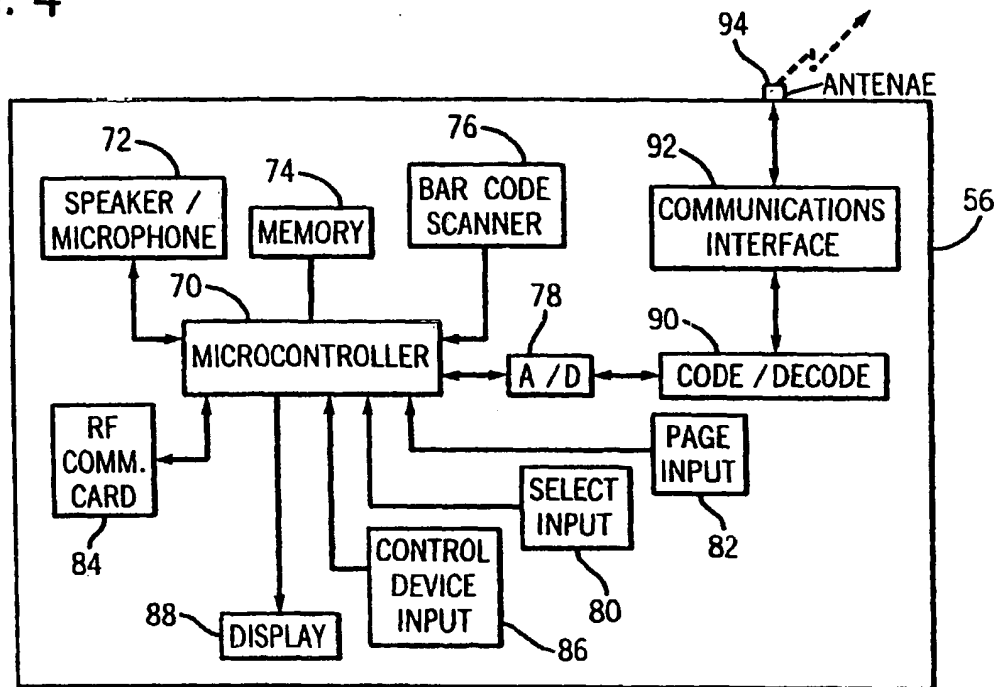 . 4
94
ANTENAE
72
SPEAKER /
MICROPHONE
74
MEMORY
76
BAR CODE
SCANNER
92
COMMUNICATIONS
INTERFACE
56
70
MICROCONTROLLER
78
A / D
90
CODE / DECODE
RF
COMM.
CARD
84
PAGE
INPUT
82
SELECT
INPUT
80
CONTROL
DEVICE
INPUT
86
88
DISPLAY